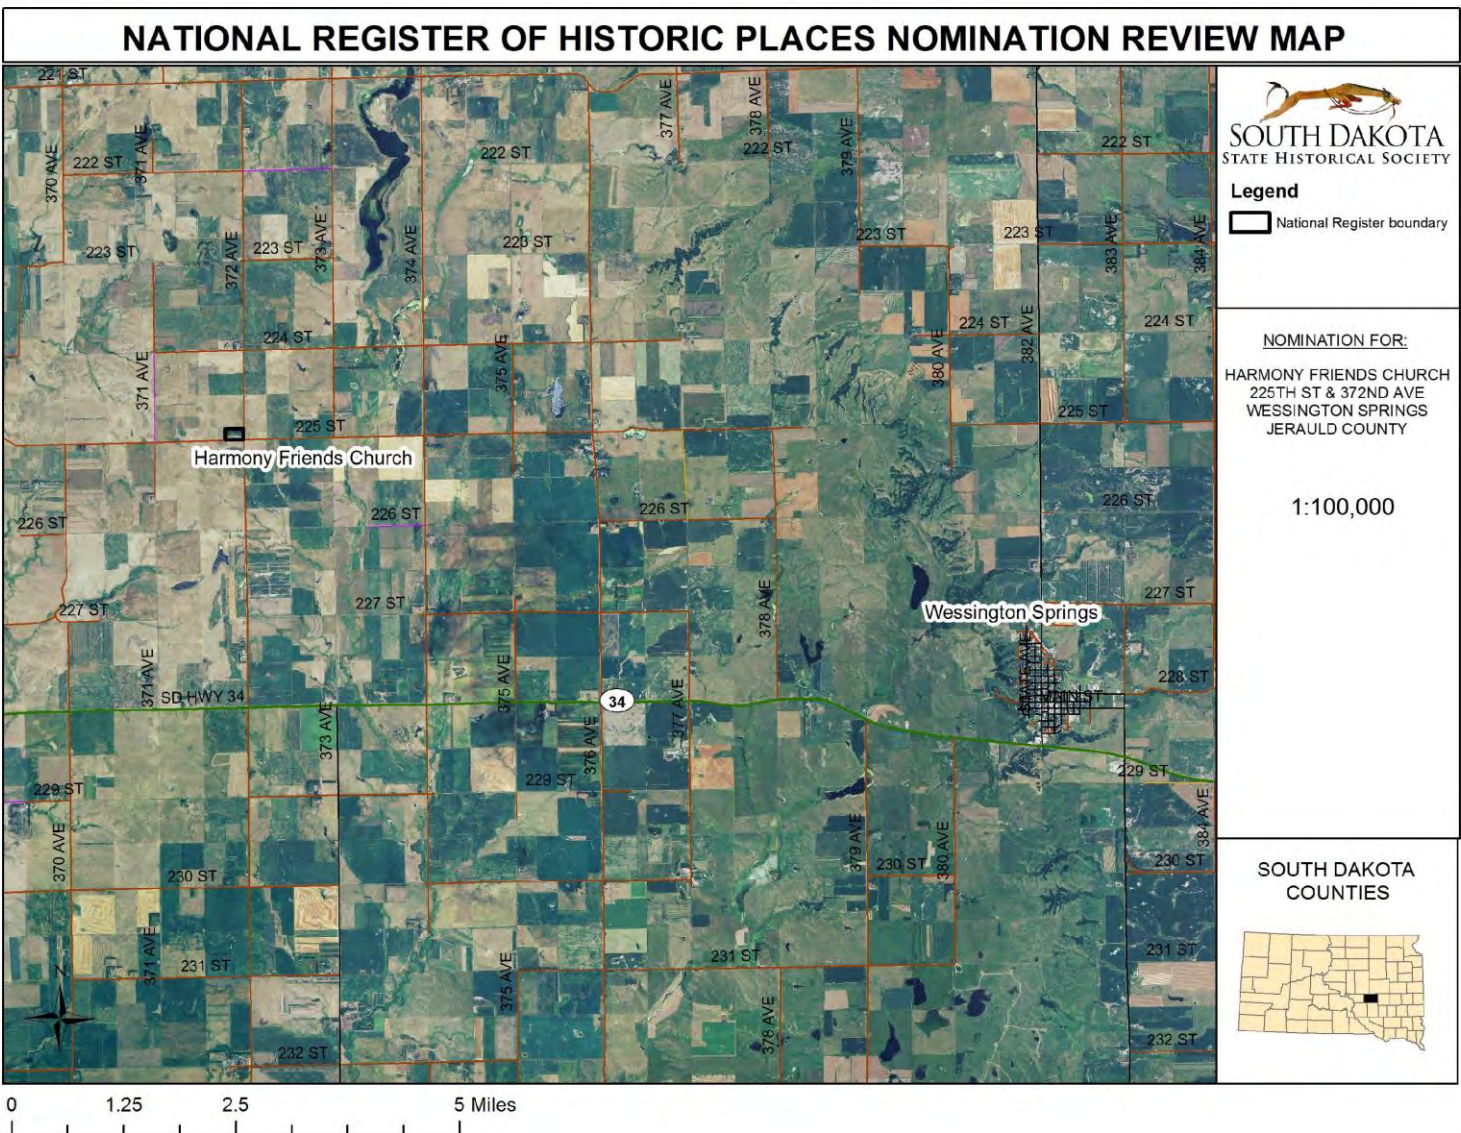 NATIONAL REGISTER OF HISTORIC PLACES NOMINATION REVIEW MAP
221 ST
377 AVE
378 AVE
370 AVE
222 ST
371 AVE
222 ST
222 ST
379 AVE
222 ST
372 AVE
223 ST
223 ST
373 AVE
374 AVE
223 ST
223 ST
223 ST
383 AVE
384 AVE
371 AVE
224 ST
375 AVE
380 AVE
224 ST
382 AVE
224 ST
225 ST
225 ST
Harmony Friends Church
226 ST
226 ST
226 ST
226 ST
227 ST
227 ST
378 AVE
227 ST
Wessington Springs
371 AVE
SD HWY 34
373 AVE
375 AVE
34
376 AVE
377 AVE
228 ST
229 ST
229 ST
229 ST
370 AVE
230 ST
379 AVE
230 ST
380 AVE
384 AVE
230 ST
371 AVE
231 ST
375 AVE
231 ST
231 ST
N
232 ST
378 AVE
232 ST
SOUTH DAKOTA
STATE HISTORICAL SOCIETY
Legend
National Register boundary
NOMINATION FOR:
HARMONY FRIENDS CHURCH
225TH ST & 372ND AVE
WESSINGTON SPRINGS
JERAULD COUNTY
1:100,000
SOUTH DAKOTA
COUNTIES
0 1.25 2.5 5 Miles